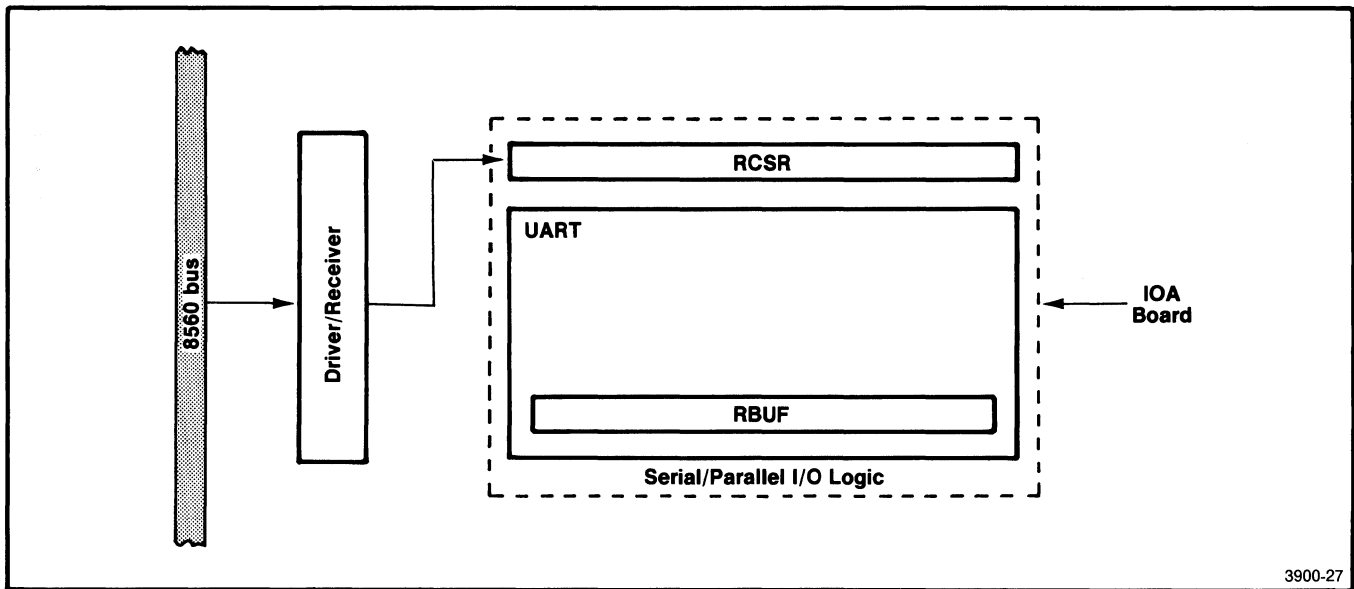 8560 bus
Driver/Receiver
RCSR
UART
RBUF
Serial/Parallel I/O Logic
IOA
Board
3900-27